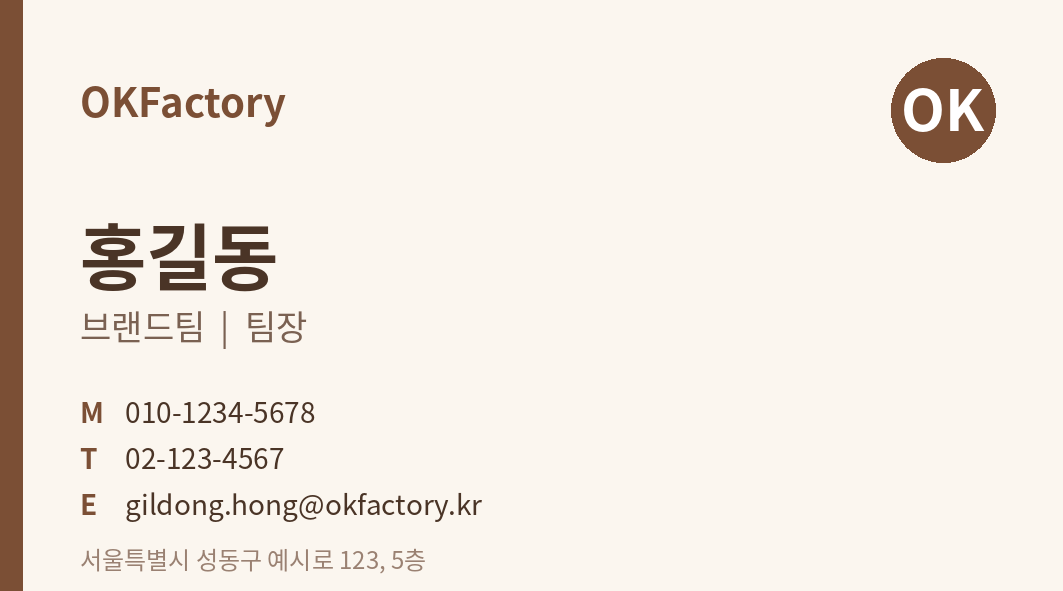 OKFactory
OK
홍길동
브랜드팀 | 팀장
M 010-1234-5678
T 02-123-4567
E gildong.hong@okfactory.kr
서울특별시 성동구 예시로 123, 5층